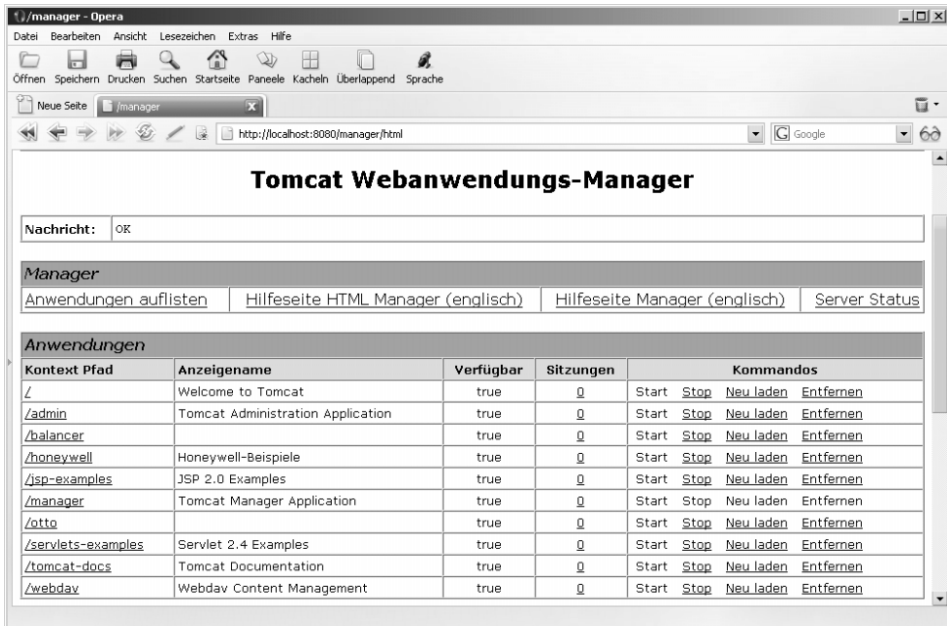 /manager - Opera
Datei Bearbeiten Ansicht Lesezeichen Extras Hilfe
Öffnen Speichern Drucken Suchen Startseite Paneele Kacheln Überlappend Sprache
Neue Seite /manager
http://localhost:8080/manager/html Google
Tomcat Webanwendungs-Manager
Nachricht: OK
Manager
Anwendungen auflisten Hilfeseite HTML Manager (englisch) Hilfeseite Manager (englisch) Server Status
Anwendungen
Kontext Pfad Anzeigename Verfügbar Sitzungen Kommandos
/ Welcome to Tomcat true 0 Start Stop Neu laden Entfernen
/admin Tomcat Administration Application true 0 Start Stop Neu laden Entfernen
/balancer true 0 Start Stop Neu laden Entfernen
/honeywell Honeywell-Beispiele true 0 Start Stop Neu laden Entfernen
/jsp-examples JSP 2.0 Examples true 0 Start Stop Neu laden Entfernen
/manager Tomcat Manager Application true 0 Start Stop Neu laden Entfernen
/otto true 0 Start Stop Neu laden Entfernen
/servlets-examples Servlet 2.4 Examples true 0 Start Stop Neu laden Entfernen
/tomcat-docs Tomcat Documentation true 0 Start Stop Neu laden Entfernen
/webdav Webdav Content Management true 0 Start Stop Neu laden Entfernen